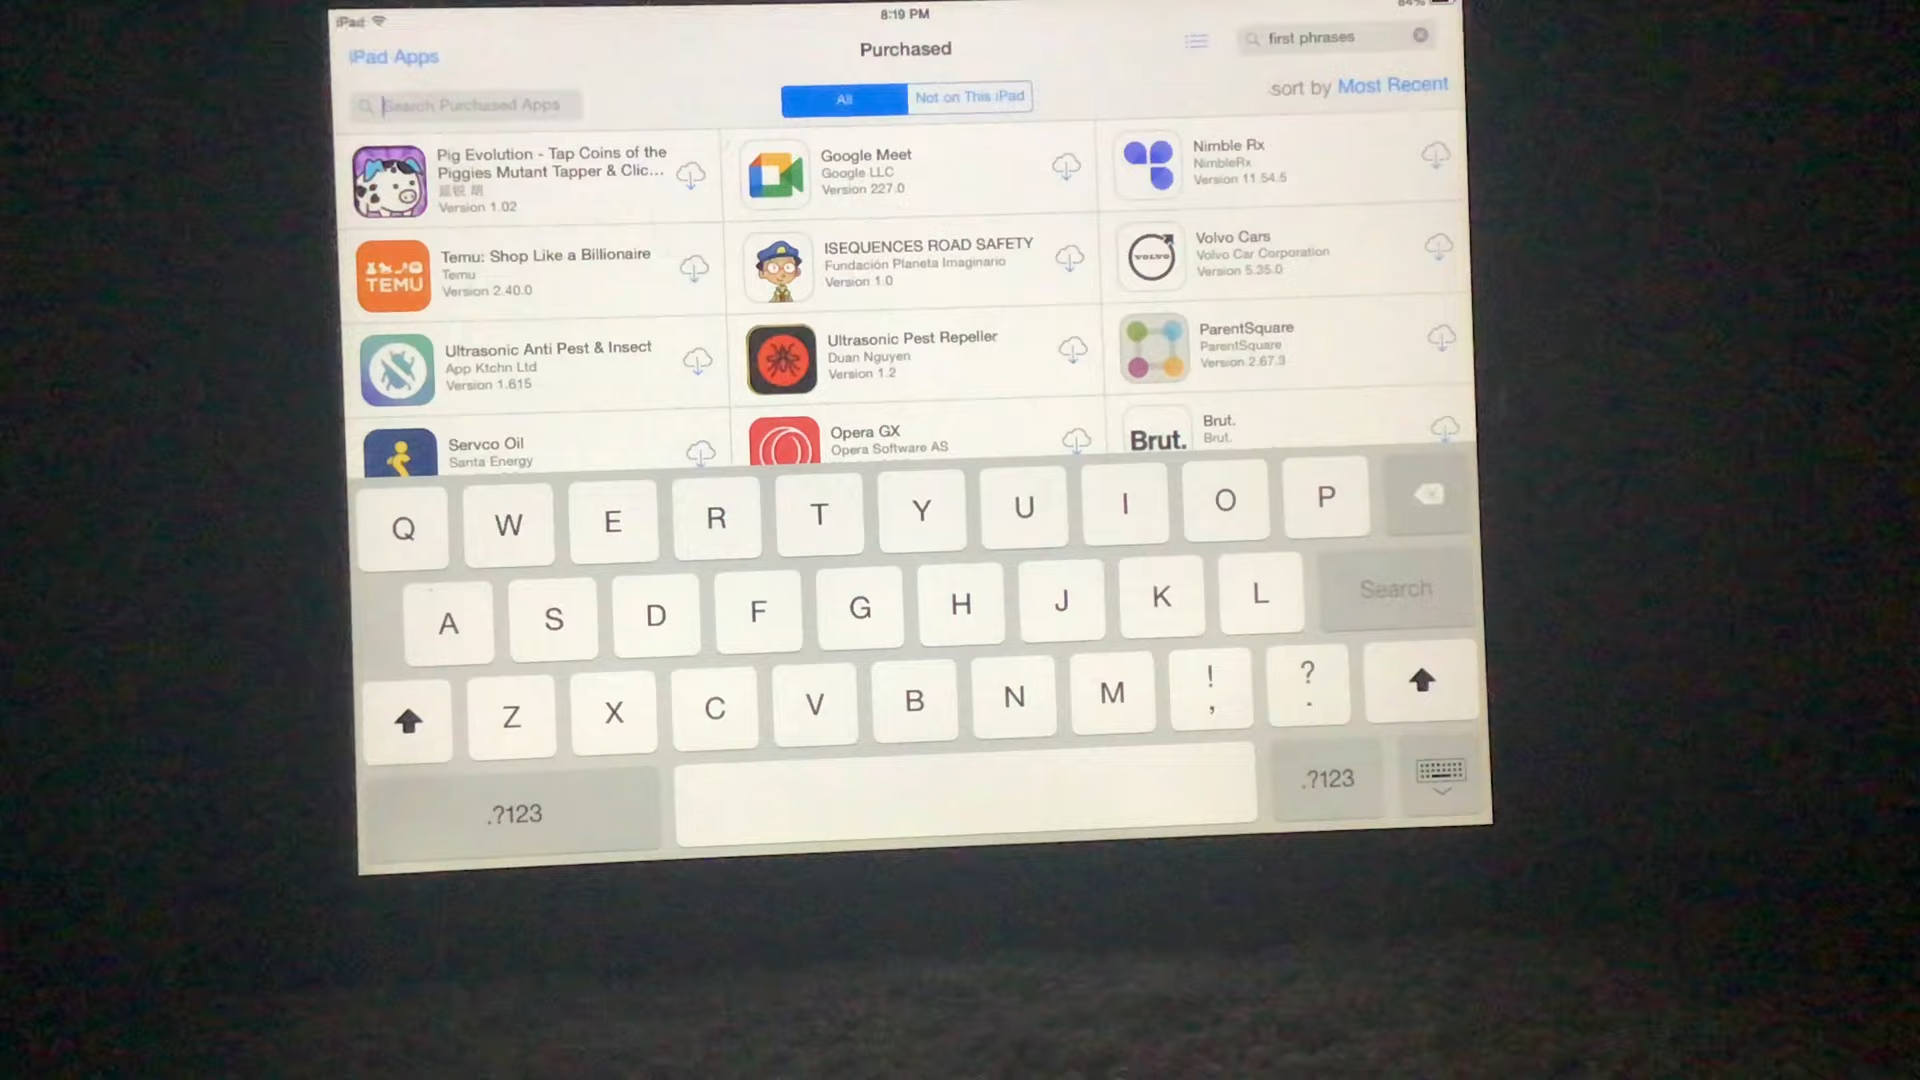 iPad
8:19 PM
84%
iPad Apps
Purchased
first phrases
Search Purchased Apps
All
Not on This iPad
sort by Most Recent
Pig Evolution - Tap Coins of the
Piggies Mutant Tapper & Clic...
Version 1.02
Google Meet
Google LLC
Version 227.0
Nimble Rx
NimbleRx
Version 11.54.5
TEMU
Temu: Shop Like a Billionaire
Temu
Version 2.40.0
ISEQUENCES ROAD SAFETY
Fundación Planeta Imaginario
Version 1.0
VOLVO
Volvo Cars
Volvo Car Corporation
Version 5.35.0
Ultrasonic Anti Pest & Insect
App Ktchn Ltd
Version 1.615
Ultrasonic Pest Repeller
Duan Nguyen
Version 1.2
ParentSquare
ParentSquare
Version 2.67.3
Servco Oil
Santa Energy
Opera GX
Opera Software AS
Brut.
Brut.
Brut.
Q W E R T Y U I O P
A S D F G H J K L Search
Z X C V B N M ! , ? .
.?123 .?123